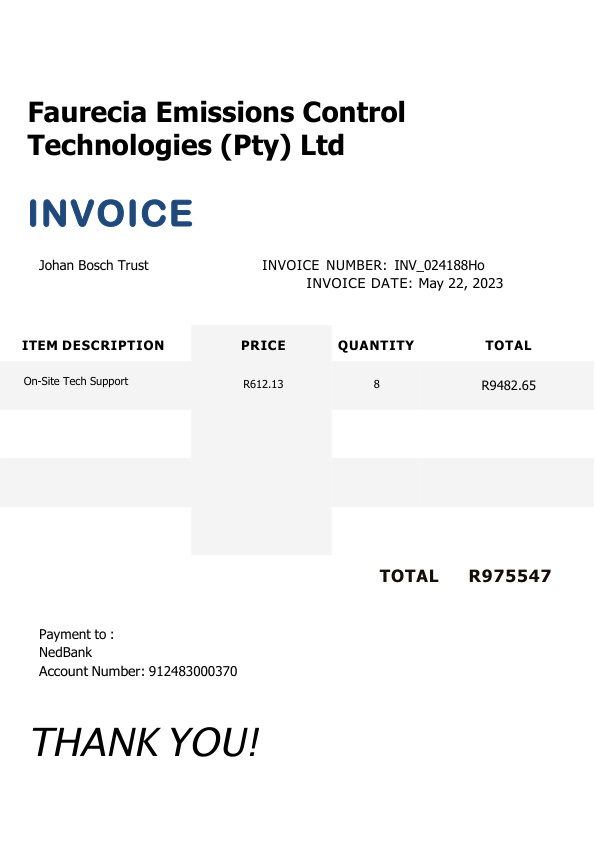 Faurecia Emissions Control
Technologies (Pty) Ltd
INVOICE
Johan Bosch Trust
INVOICE NUMBER: INV_024188Ho
INVOICE DATE: May 22, 2023
ITEM DESCRIPTION PRICE QUANTITY TOTAL
On-Site Tech Support R612.13 8 R9482.65
TOTAL R975547
Payment to :
NedBank
Account Number: 912483000370
THANK YOU!